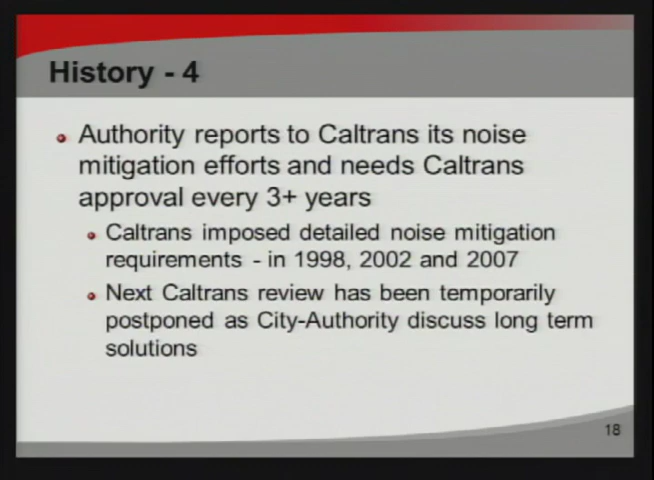 History - 4
Authority reports to Caltrans its noise
mitigation efforts and needs Caltrans
approval every 3+ years
Caltrans imposed detailed noise mitigation
requirements - in 1998, 2002 and 2007
Next Caltrans review has been temporarily
postponed as City-Authority discuss long term
solutions
18